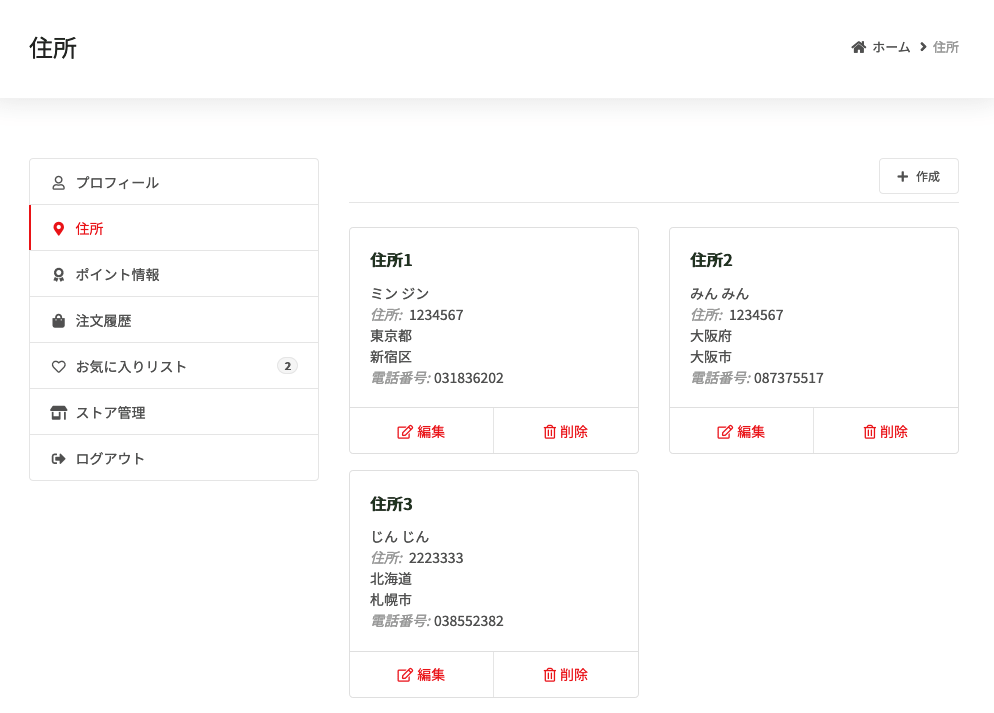 住所
ホーム 住所
プロフィール
住所
ポイント情報
注文履歴
お気に入りリスト 2
ストア管理
ログアウト
作成
住所1
ミン ジン
住所: 1234567
東京都
新宿区
電話番号: 031836202
編集 削除
住所2
みん みん
住所: 1234567
大阪府
大阪市
電話番号: 087375517
編集 削除
住所3
じん じん
住所: 2223333
北海道
札幌市
電話番号: 038552382
編集 削除